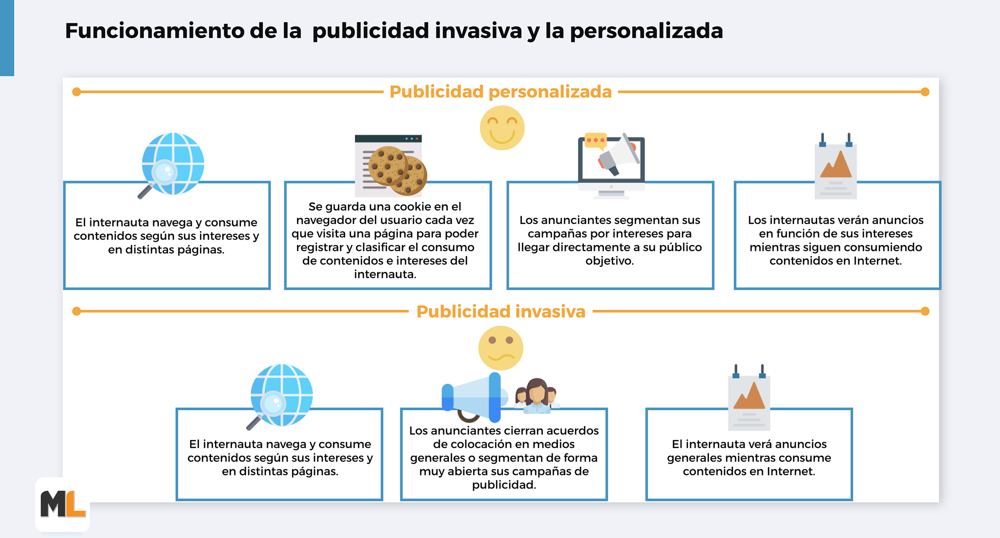 Funcionamiento de la publicidad invasiva y la personalizada
Publicidad personalizada
El internauta navega y consume
contenidos según sus intereses y
en distintas páginas.
Se guarda una cookie en el
navegador del usuario cada vez
que visita una página para poder
registrar y clasificar el consumo
de contenidos e intereses del
internauta.
Los anunciantes segmentan sus
campañas por intereses para
llegar directamente a su público
objetivo.
Los internautas verán anuncios
en función de sus intereses
mientras siguen consumiendo
contenidos en Internet.
Publicidad invasiva
El internauta navega y consume
contenidos según sus intereses y
en distintas páginas.
Los anunciantes cierran acuerdos
de colocación en medios
generales o segmentan de forma
muy abierta sus campañas de
publicidad.
El internauta verá anuncios
generales mientras consume
contenidos en Internet.
ML